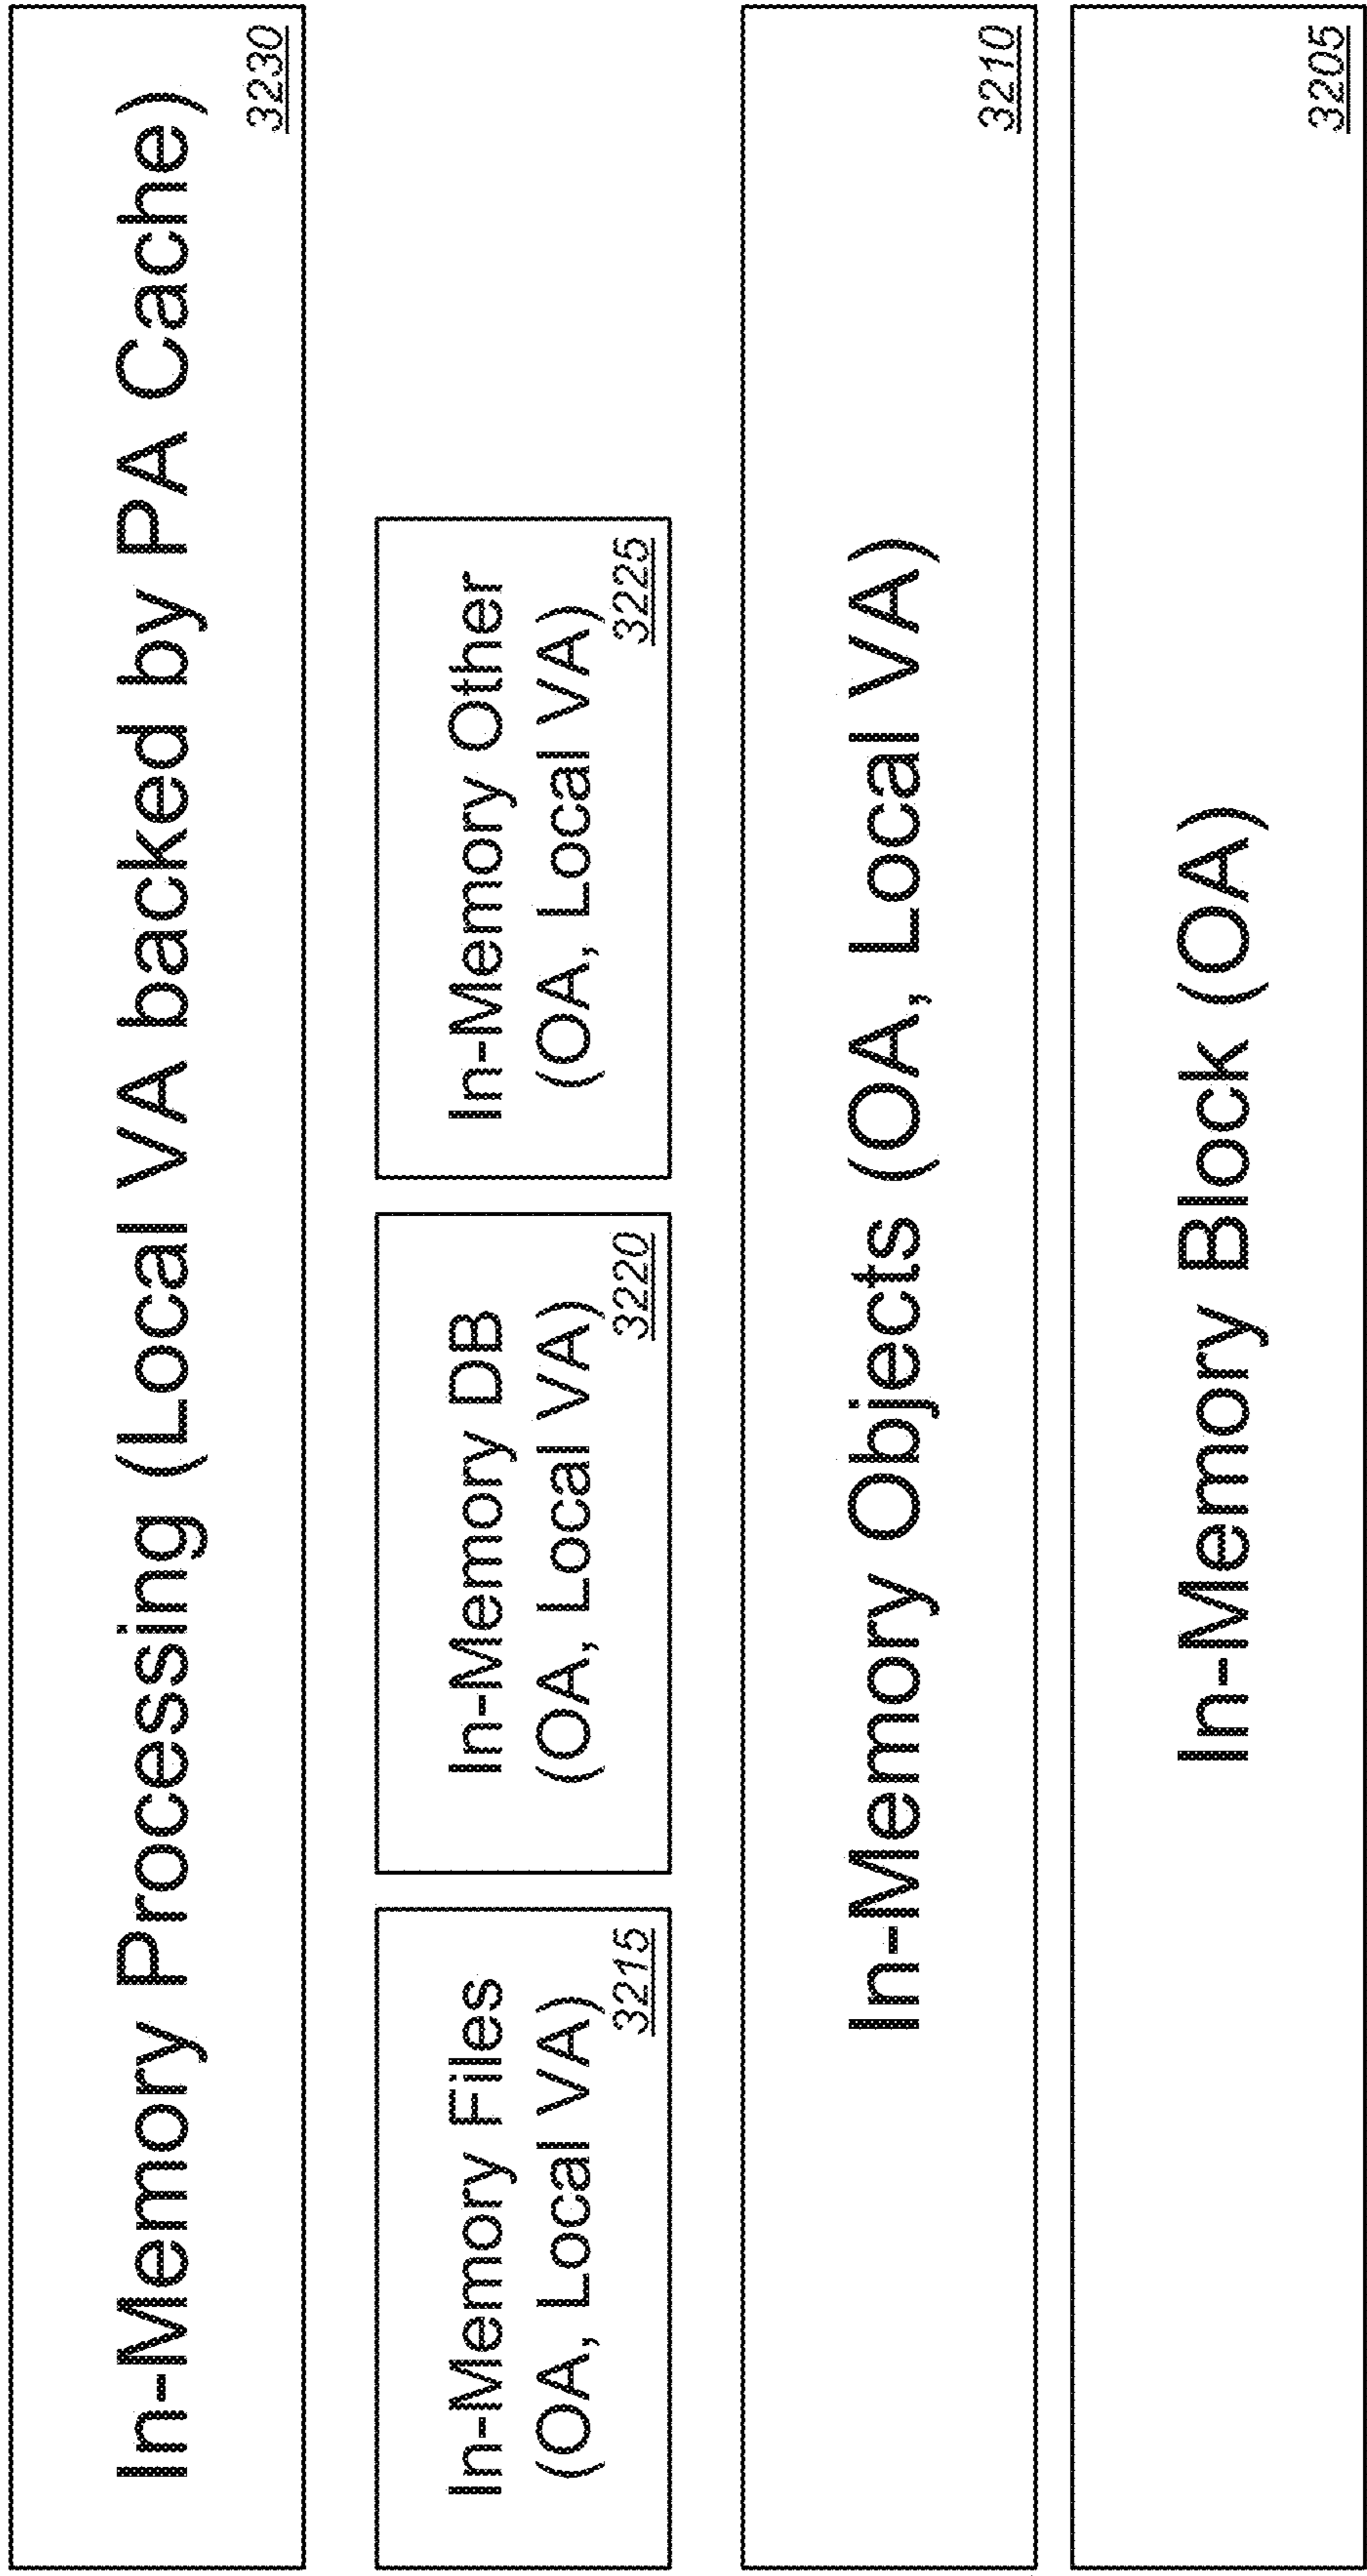 In-Memory Processing (Local VA backed by PA Cache)
3230
In-Memory Files
(OA, Local VA)
3215
In-Memory DB
(OA, Local VA)
3220
In-Memory Other
(OA, Local VA)
3225
In-Memory Objects (OA, Local VA)
3210
In-Memory Block (OA)
3205